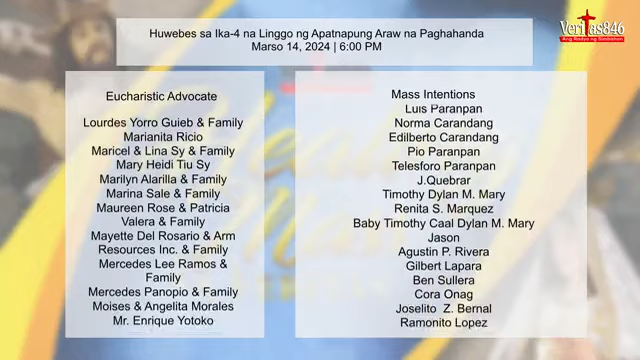 Huwebes sa Ika-4 na Linggo ng Apatnapung Araw na Paghahanda
Marso 14, 2024 | 6:00 PM
Veritas846
Ang Radyo ng Simbahan
Eucharistic Advocate
Lourdes Yorro Guieb & Family
Marianita Ricio
Maricel & Lina Sy & Family
Mary Heidi Tiu Sy
Marilyn Alarilla & Family
Marina Sale & Family
Maureen Rose & Patricia
Valera & Family
Mayette Del Rosario & Arm
Resources Inc. & Family
Mercedes Lee Ramos &
Family
Mercedes Panopio & Family
Moises & Angelita Morales
Mr. Enrique Yotoko
Mass Intentions
Luis Paranpan
Norma Carandang
Edilberto Carandang
Pio Paranpan
Telesforo Paranpan
J.Quebrar
Timothy Dylan M. Mary
Renita S. Marquez
Baby Timothy Caal Dylan M. Mary
Jason
Agustin P. Rivera
Gilbert Lapara
Ben Sullera
Cora Onag
Joselito Z. Bernal
Ramonito Lopez